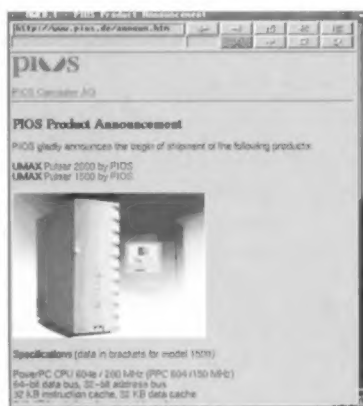 PIOS Product Announcement
http://www.pios.de/announ.htm
PIOS
PIOS Computer AG
PIOS Product Announcement
PIOS gladly announces the begin of shipment of the following products
UMAX Pulsar 2000 by PIOS
UMAX Pulsar 1500 by PIOS
Specifications (data in brackets for model 1500)
PowerPC CPU 604e / 200 MHz (PPC 604 /150 MHz)
64-bit data bus, 32-bit address bus
32 KB instruction cache, 32 KB data cache